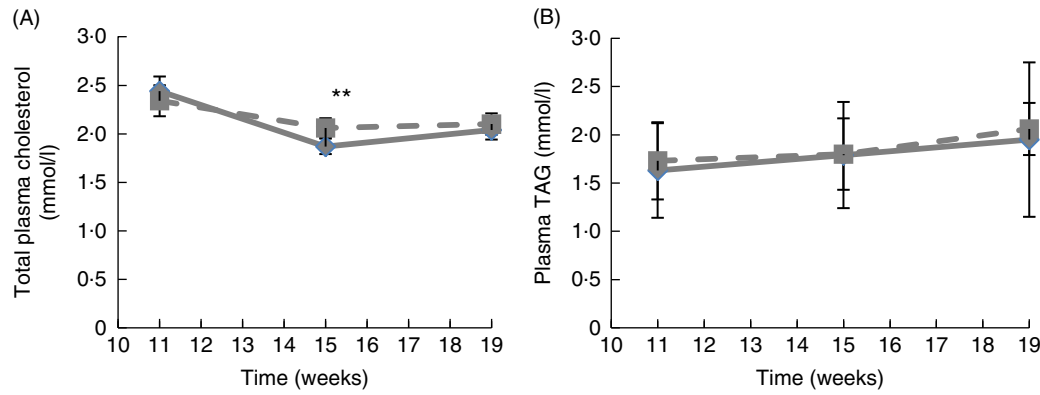 (A)
3·0
2·5
2·0
1·5
1·0
0·5
0
Total plasma cholesterol
(mmol/l)
**
10 11 12 13 14 15 16 17 18 19
Time (weeks)
(B)
3·0
2·5
2·0
1·5
1·0
0·5
0
Plasma TAG (mmol/l)
10 11 12 13 14 15 16 17 18 19
Time (weeks)